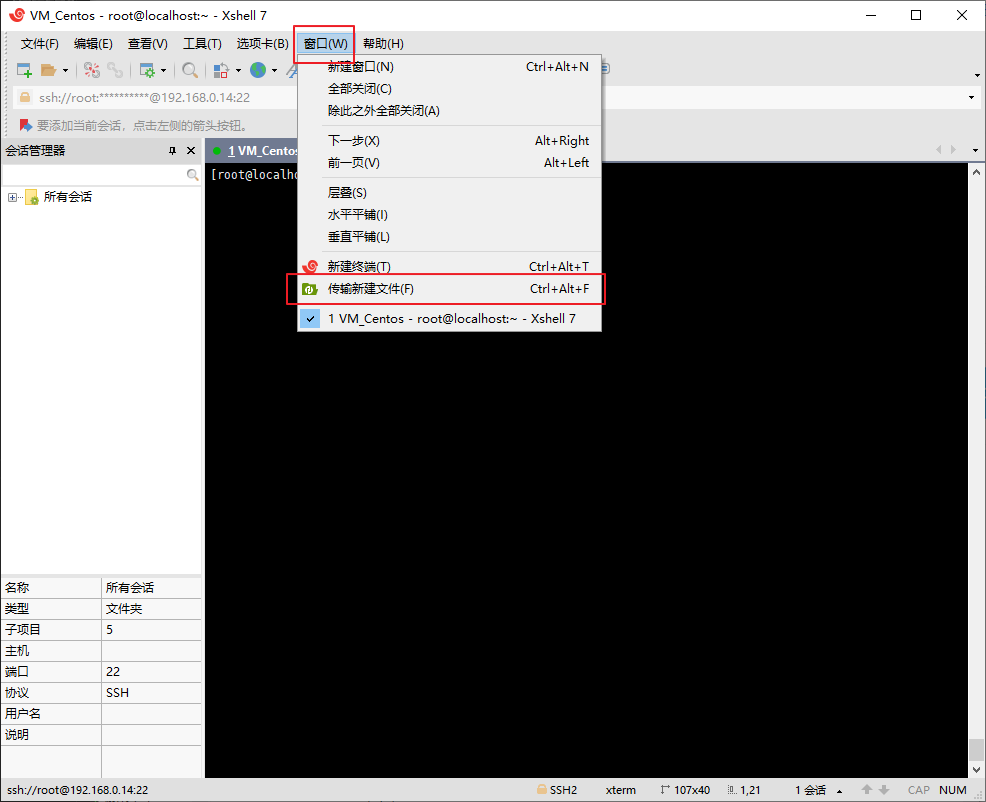 VM_Centos - root@localhost:~ - Xshell 7
文件(F) 编辑(E) 查看(V) 工具(T) 选项卡(B) 窗口(W) 帮助(H)
ssh://root:**********@192.168.0.14:22
要添加当前会话，点击左侧的箭头按钮。
会话管理器
所有会话
1 VM_Centos
[root@localho
新建窗口(N) Ctrl+Alt+N
全部关闭(C)
除此之外全部关闭(A)
下一步(X) Alt+Right
前一页(V) Alt+Left
层叠(S)
水平平铺(I)
垂直平铺(L)
新建终端(T) Ctrl+Alt+T
传输新建文件(F) Ctrl+Alt+F
1 VM_Centos - root@localhost:~ - Xshell 7
名称 所有会话
类型 文件夹
子项目 5
主机
端口 22
协议 SSH
用户名
说明
ssh://root@192.168.0.14:22 SSH2 xterm 107x40 1,21 1 会话 CAP NUM